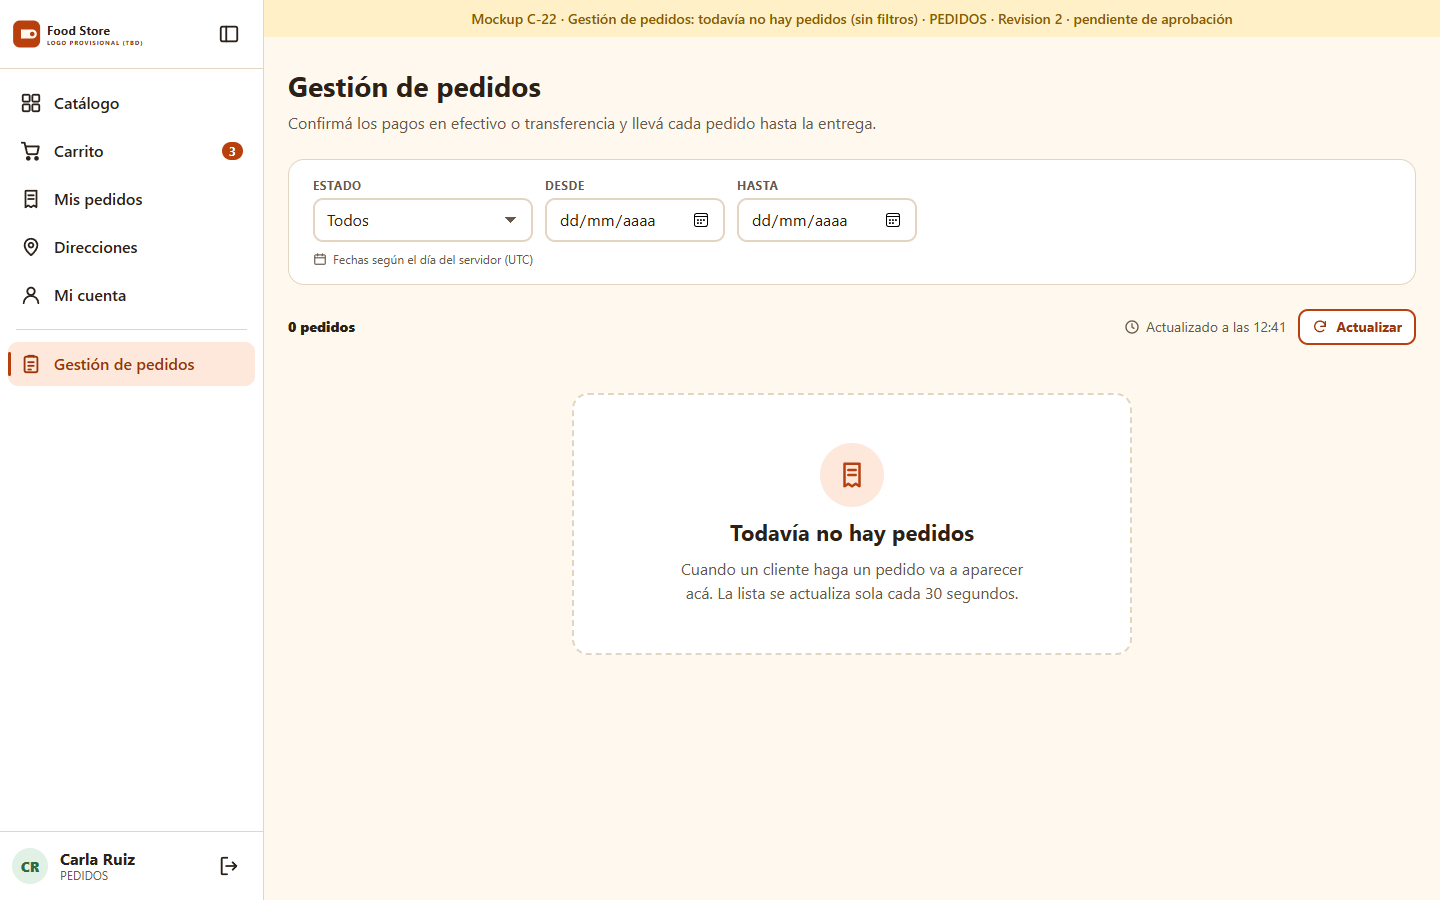 Food Store
LOGO PROVISIONAL (TBD)
Catálogo
Carrito
3
Mis pedidos
Direcciones
Mi cuenta
Gestión de pedidos
CR
Carla Ruiz
PEDIDOS
Mockup C-22 · Gestión de pedidos: todavía no hay pedidos (sin filtros) · PEDIDOS · Revision 2 · pendiente de aprobación
Gestión de pedidos
Confirmá los pagos en efectivo o transferencia y llevá cada pedido hasta la entrega.
ESTADO
DESDE
HASTA
Todos
dd/mm/aaaa
dd/mm/aaaa
Fechas según el día del servidor (UTC)
0 pedidos
Actualizado a las 12:41
Actualizar
Todavía no hay pedidos
Cuando un cliente haga un pedido va a aparecer
acá. La lista se actualiza sola cada 30 segundos.